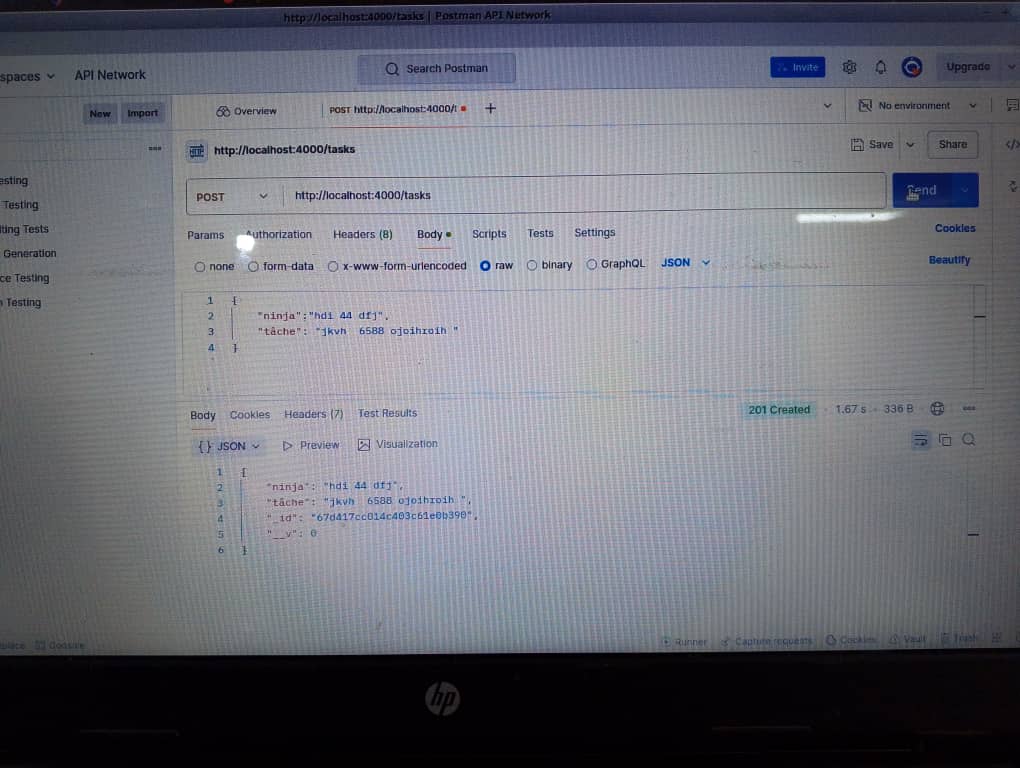 http://localhost:4000/tasks | Postman API Network
spaces API Network Search Postman Invite Upgrade
New Import Overview POST http://localhost:4000/t + No environment
http://localhost:4000/tasks Save Share </>
esting
Testing
POST http://localhost:4000/tasks Send
ting Tests
Generation
ce Testing
Testing
Params Authorization Headers (8) Body Scripts Tests Settings Cookies
none form-data x-www-form-urlencoded raw binary GraphQL JSON Beautify
1 {
2 "ninja":"hdi 44 dfj",
3 "tâche": "jkvh 6588 ojoihroih "
4 }
Body Cookies Headers (7) Test Results 201 Created 1.67 s 336 B
{} JSON Preview Visualization
1 {
2 "ninja": "hdi 44 dfj",
3 "tâche": "jkvh 6588 ojoihroih ",
4 "_id": "67d417cc014c403c61e0b390",
5 "__v": 0
6 }
place Console Runner Capture requests Cookies Vault Trash
hp